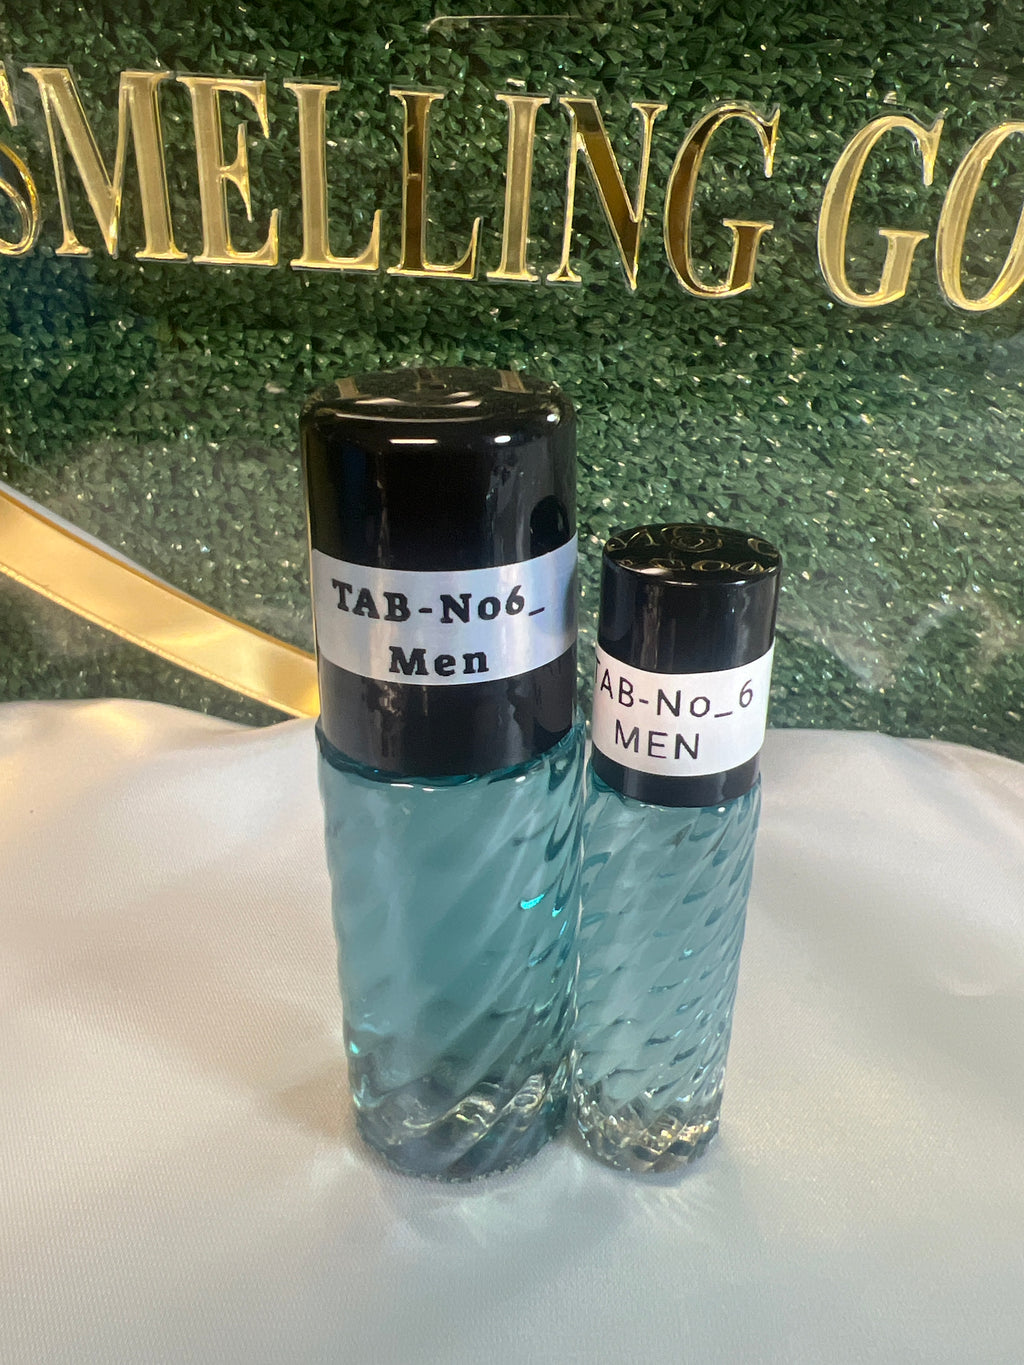 SMELLING GO
TAB-No6_
Men
TAB-No_6
MEN